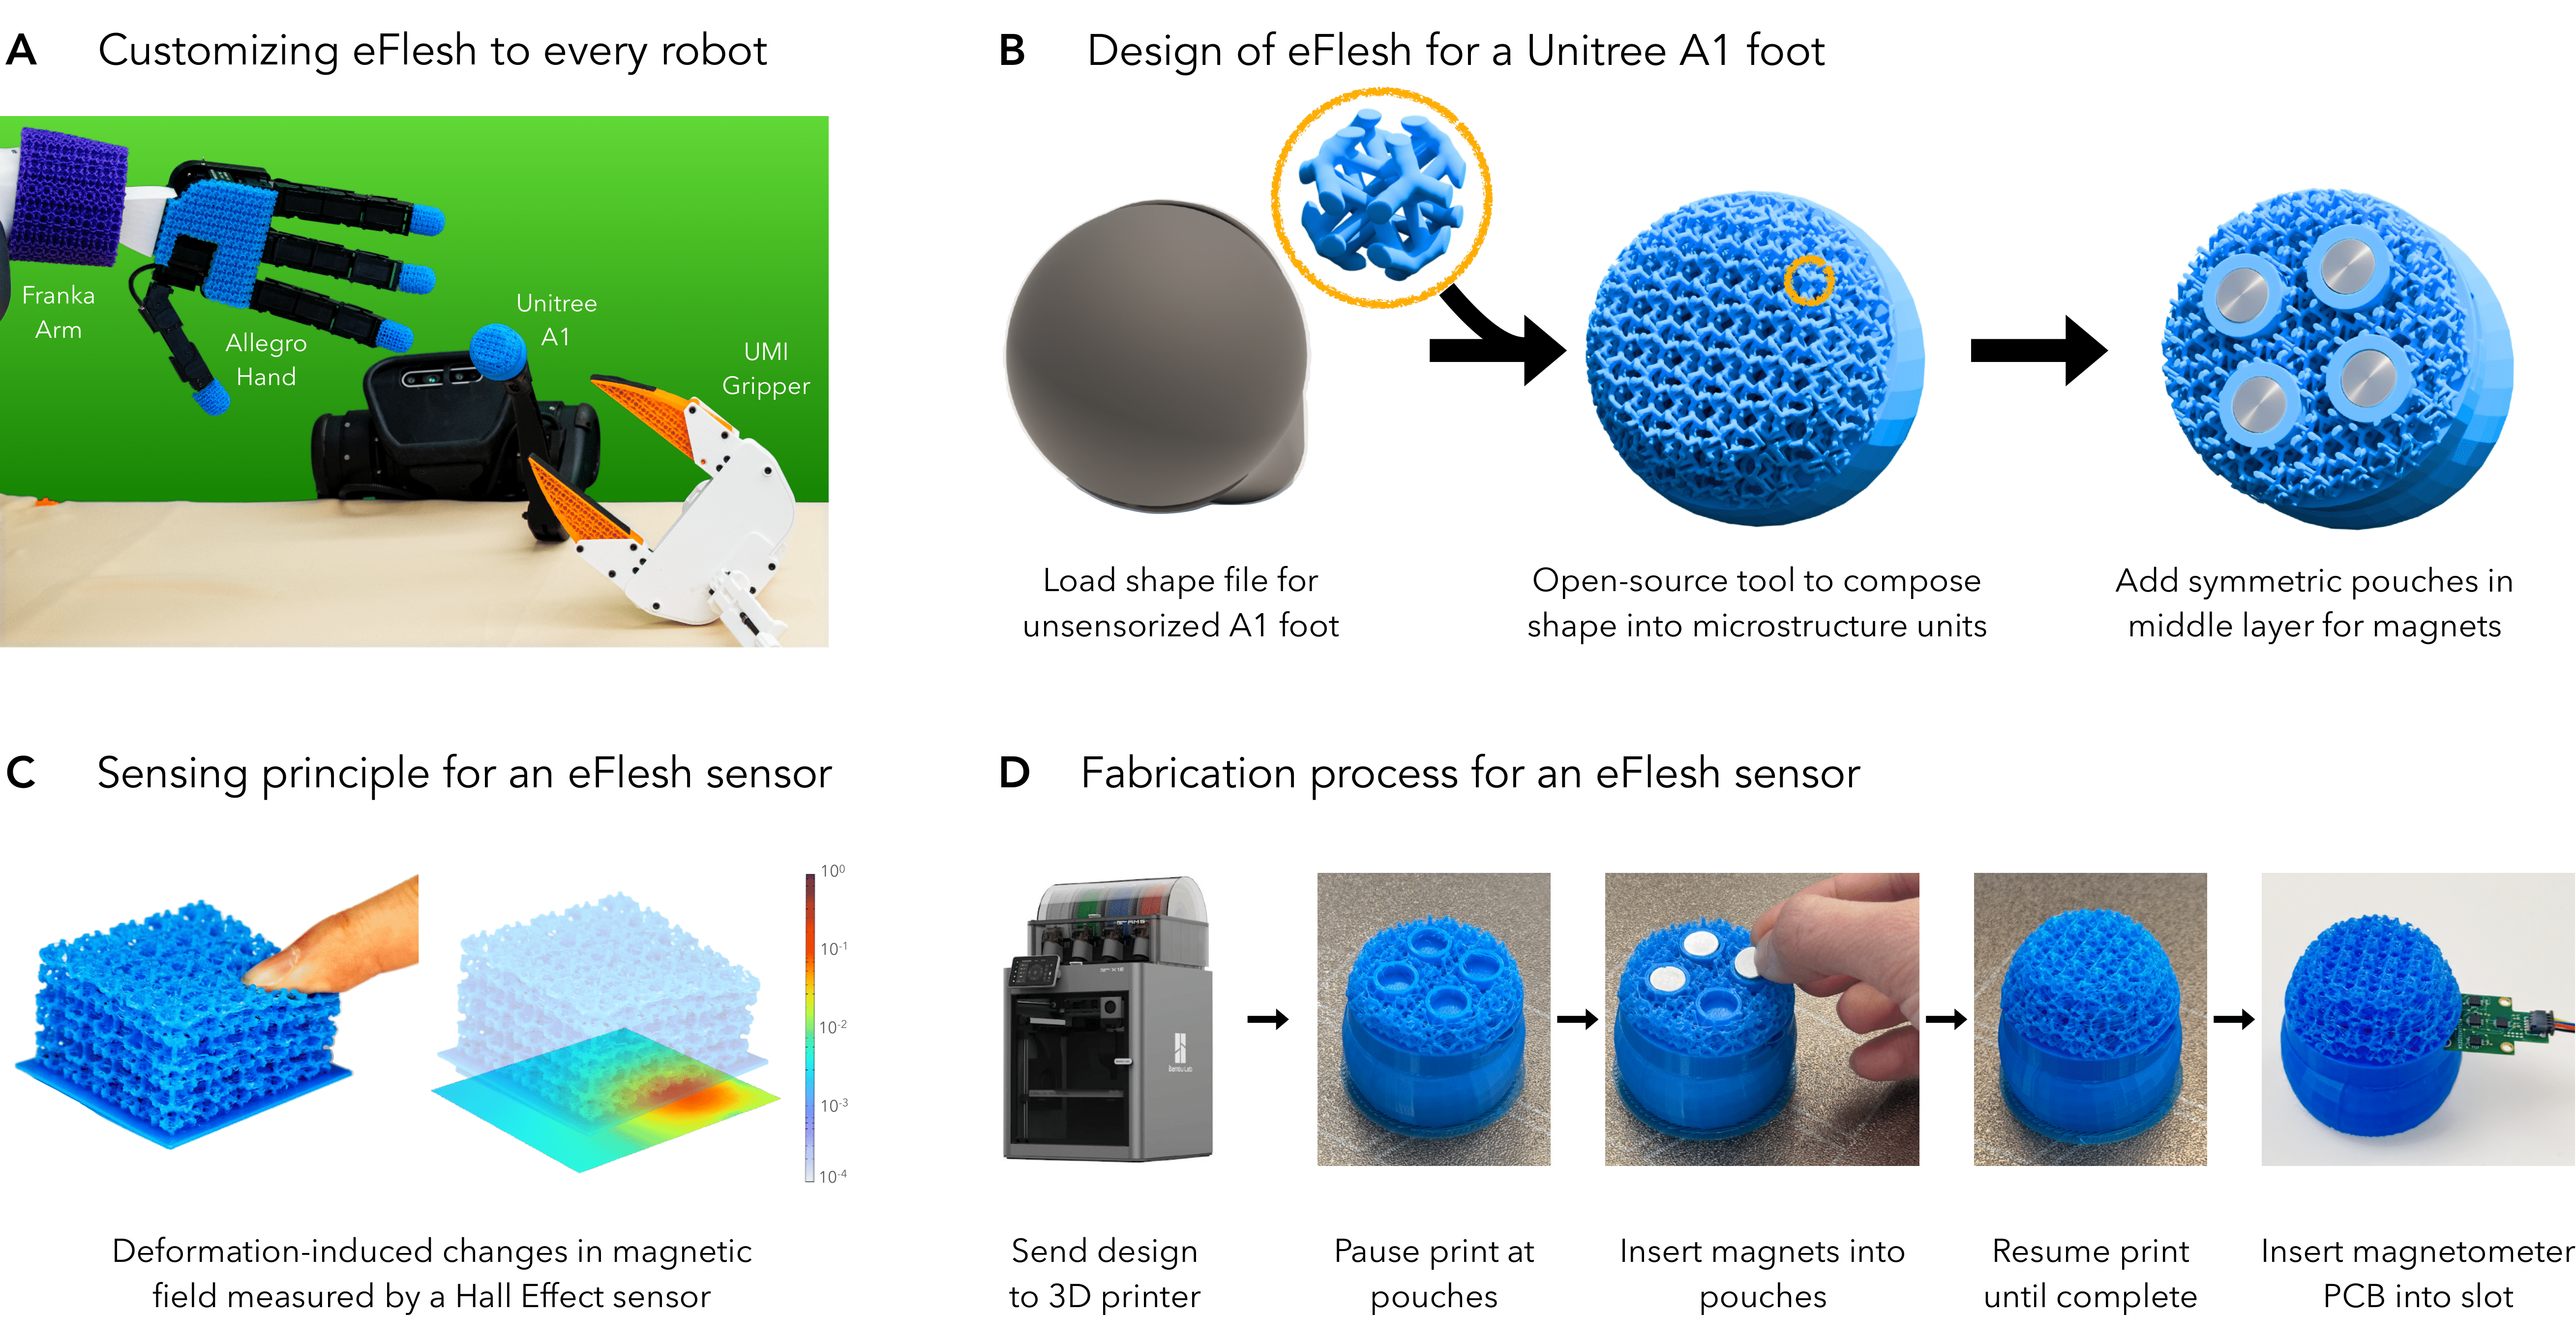 A Customizing eFlesh to every robot
Franka
Arm
Allegro
Hand
Unitree
A1
UMI
Gripper
B Design of eFlesh for a Unitree A1 foot
Load shape file for
unsensorized A1 foot
Open-source tool to compose
shape into microstructure units
Add symmetric pouches in
middle layer for magnets
C Sensing principle for an eFlesh sensor
10⁰
10⁻¹
10⁻²
10⁻³
10⁻⁴
Deformation-induced changes in magnetic
field measured by a Hall Effect sensor
D Fabrication process for an eFlesh sensor
Send design
to 3D printer
Pause print at
pouches
Insert magnets into
pouches
Resume print
until complete
Insert magnetometer
PCB into slot